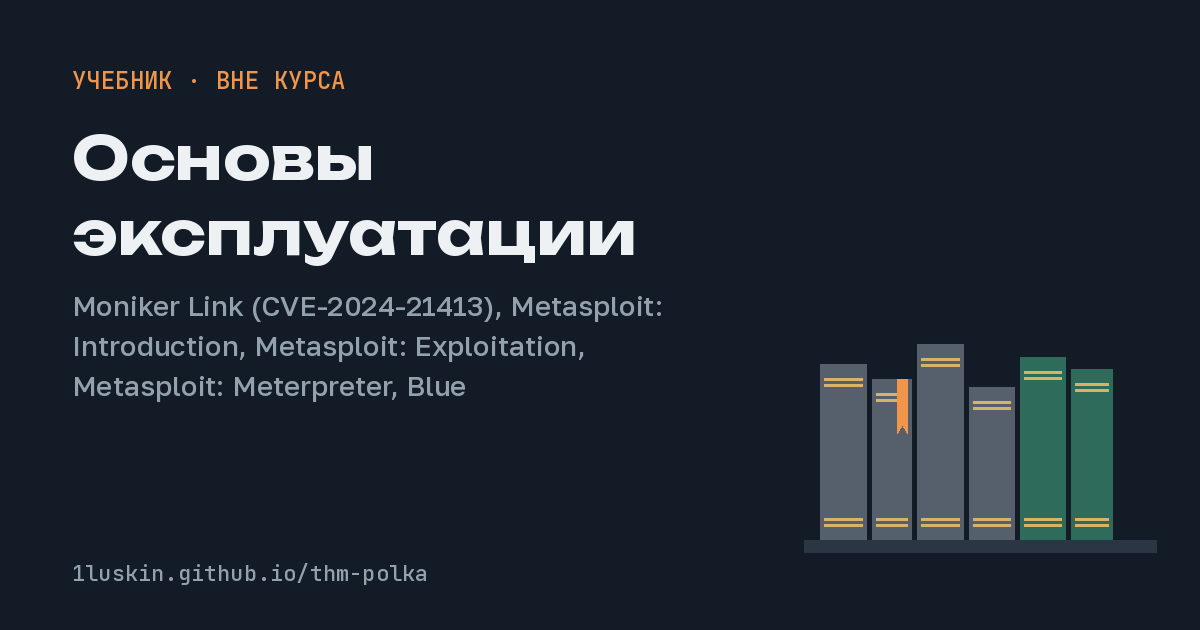 УЧЕБНИК · ВНЕ КУРСА
Основы
эксплуатации
Moniker Link (CVE-2024-21413), Metasploit:
Introduction, Metasploit: Exploitation,
Metasploit: Meterpreter, Blue
1luskin.github.io/thm-polka